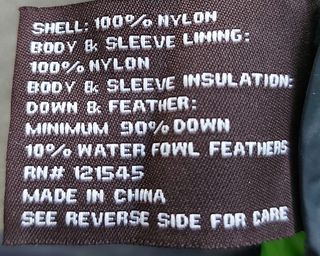 SHELL: 100% NYLON
BODY & SLEEVE LINING:
100% NYLON
BODY & SLEEVE INSULATION:
DOWN & FEATHER:
MINIMUM 90% DOWN
10% WATER FOWL FEATHERS
RN# 121545
MADE IN CHINA
SEE REVERSE SIDE FOR CARE